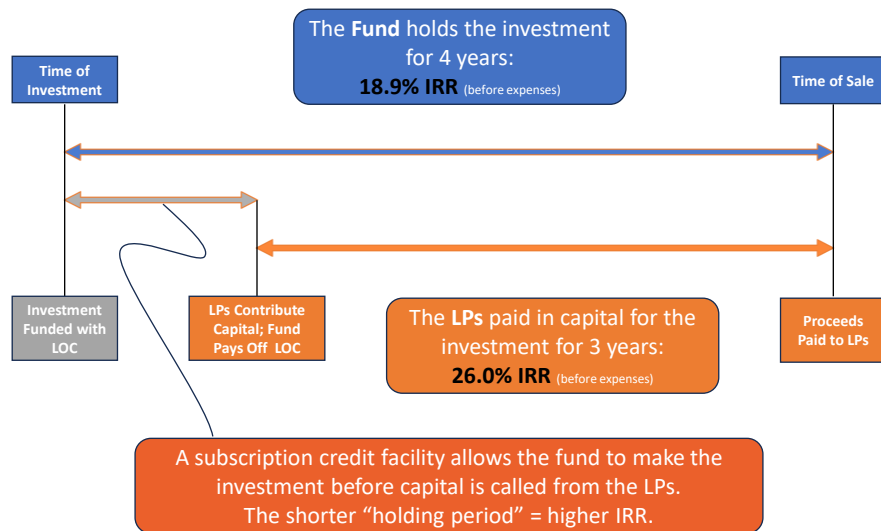 The Fund holds the investment
for 4 years:
18.9% IRR (before expenses)
Time of
Investment
Time of Sale
Investment
Funded with
LOC
LPs Contribute
Capital; Fund
Pays Off LOC
The LPs paid in capital for the
investment for 3 years:
26.0% IRR (before expenses)
Proceeds
Paid to LPs
A subscription credit facility allows the fund to make the
investment before capital is called from the LPs.
The shorter “holding period” = higher IRR.